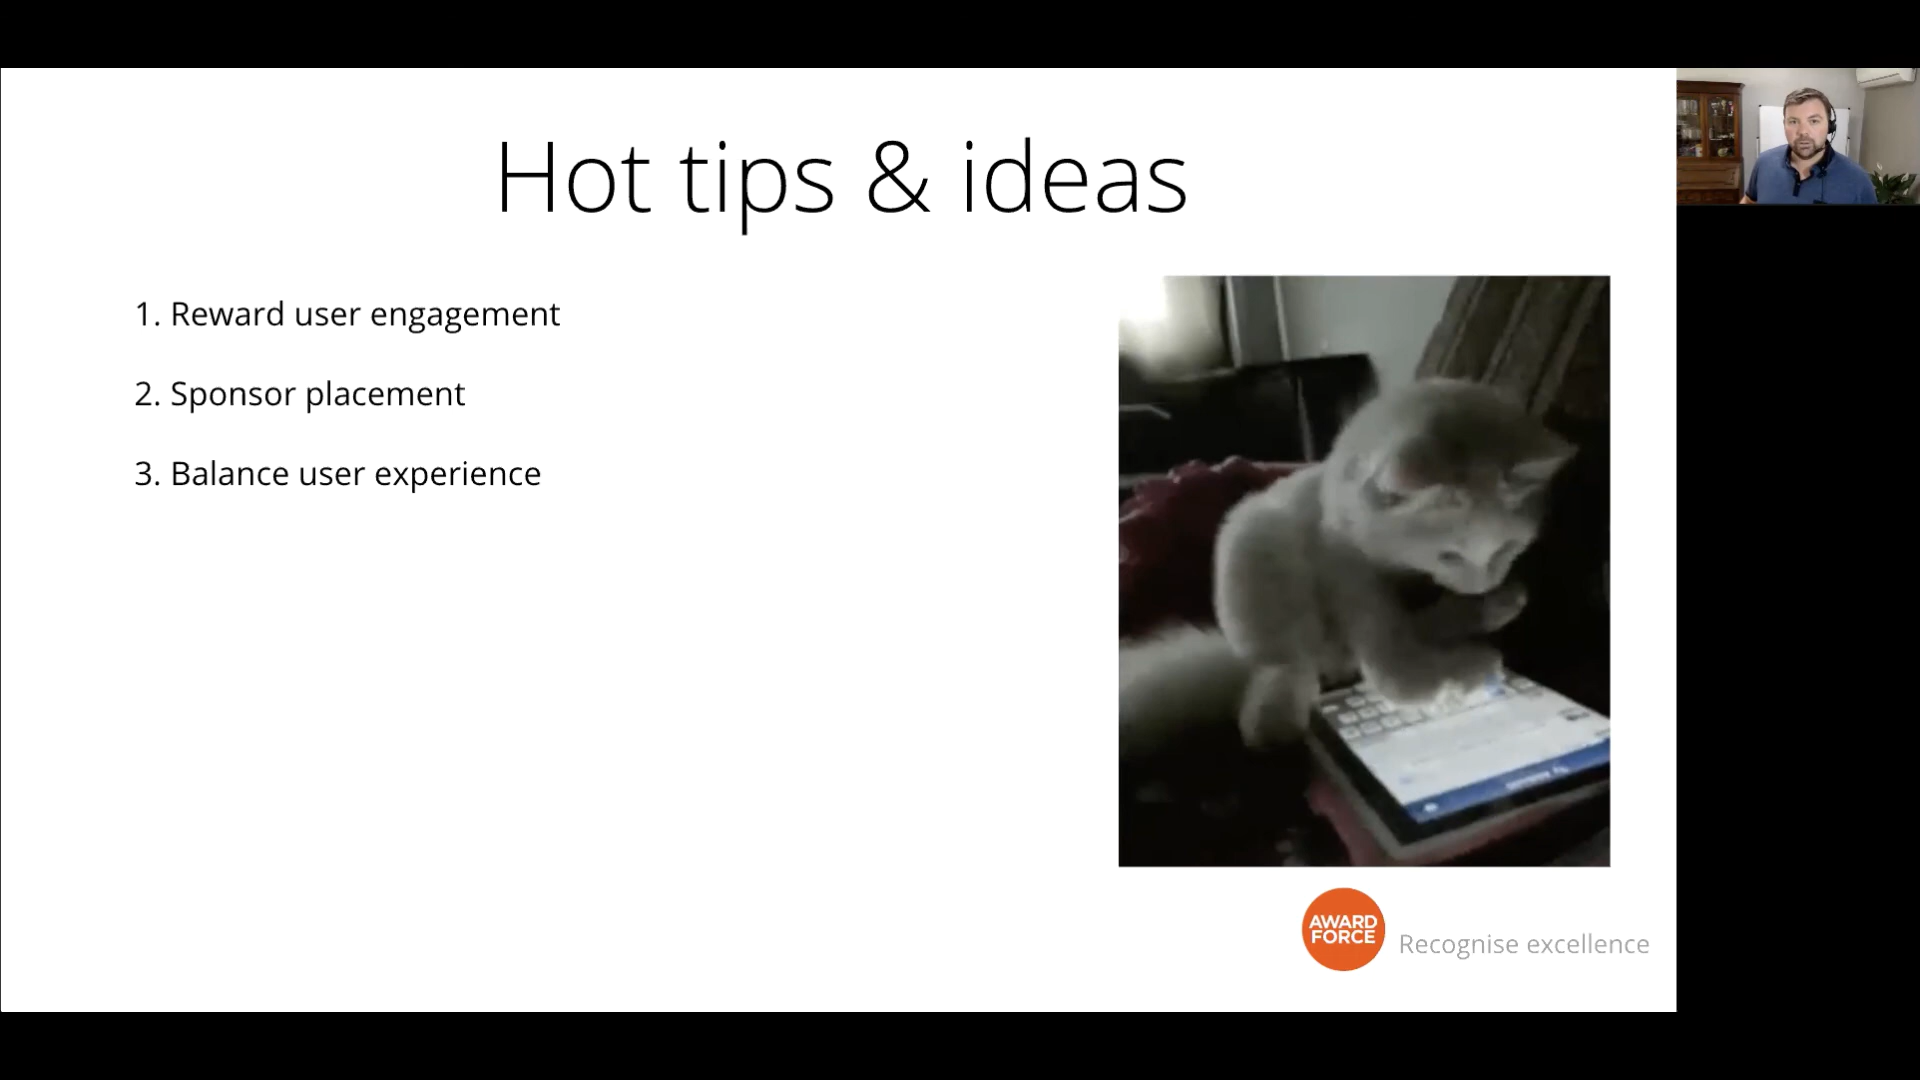 Hot tips & ideas
1. Reward user engagement
2. Sponsor placement
3. Balance user experience
AWARD
FORCE
Recognise excellence